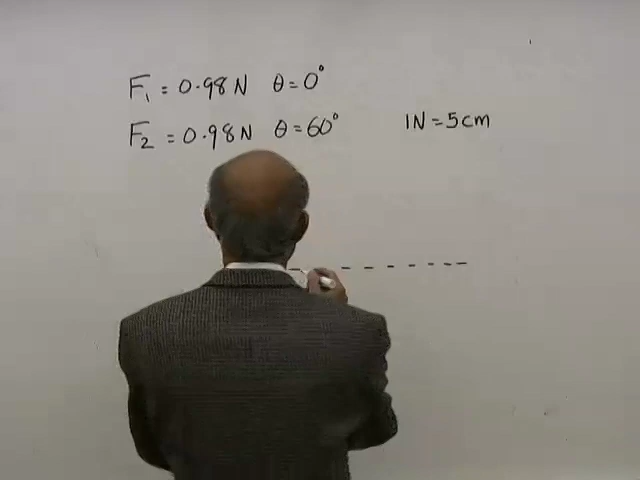 F₁ = 0.98 N θ = 0°
F₂ = 0.98 N θ = 60°
1N = 5cm